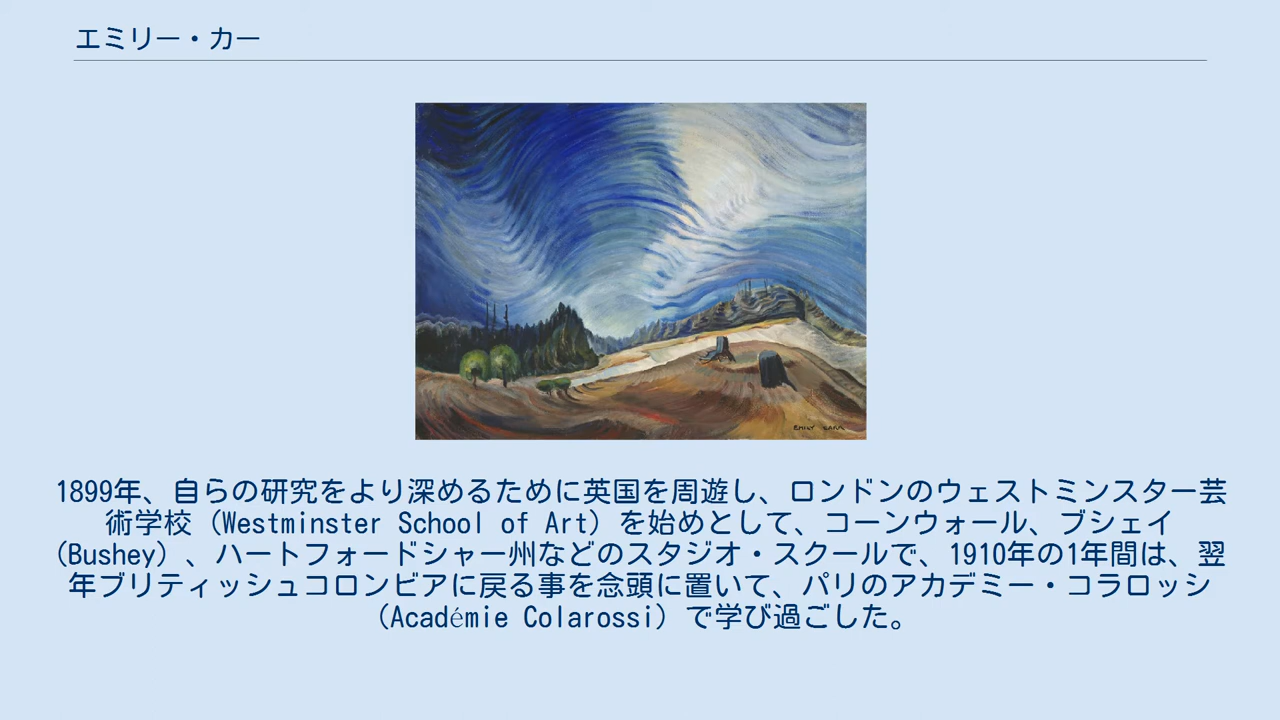 エミリー・カー
EMILY CARR
1899年、自らの研究をより深めるために英国を周遊し、ロンドンのウェストミンスター芸
術学校（Westminster School of Art）を始めとして、コーンウォール、ブシェイ
（Bushey）、ハートフォードシャー州などのスタジオ・スクールで、1910年の1年間は、翌
年ブリティッシュコロンビアに戻る事を念頭に置いて、パリのアカデミー・コラロッシ
（Académie Colarossi）で学び過ごした。